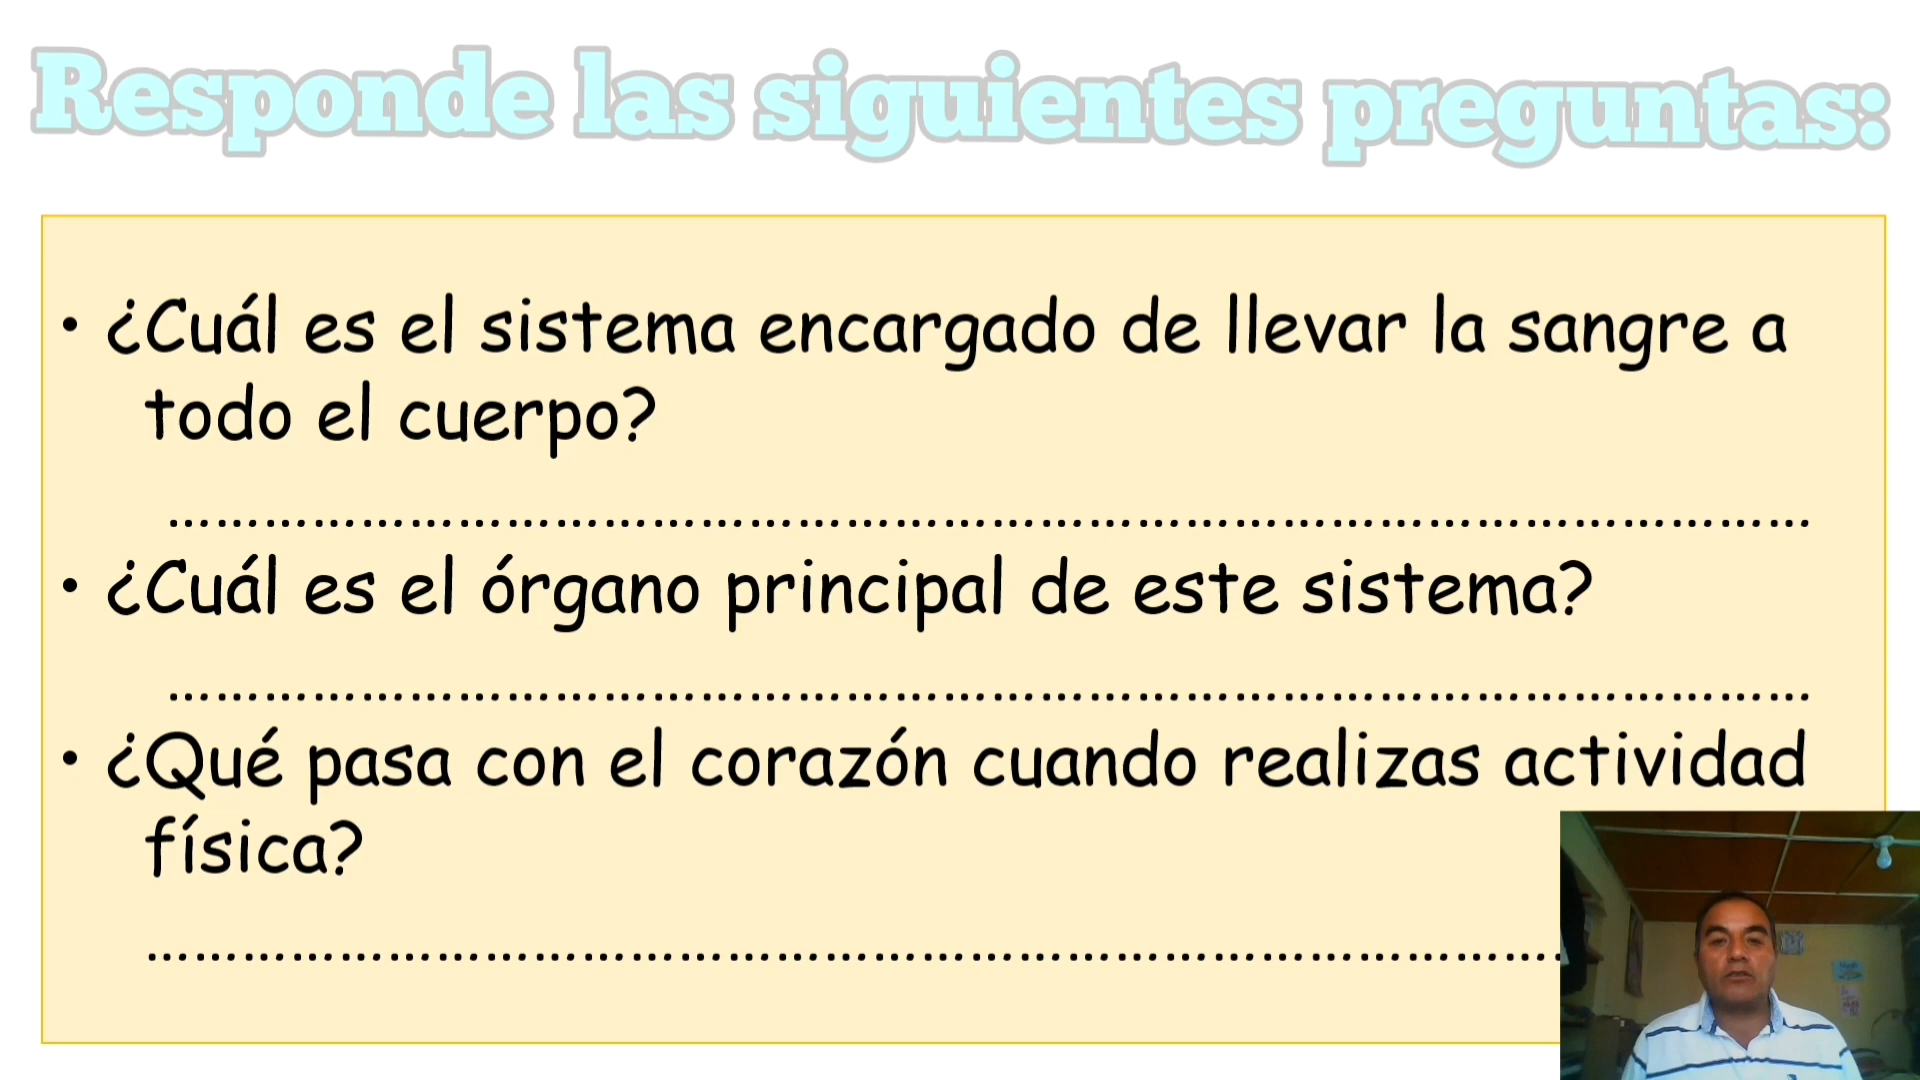 Responde las siguientes preguntas:
• ¿Cuál es el sistema encargado de llevar la sangre a
todo el cuerpo?
……………………………………………………………………………………………………
• ¿Cuál es el órgano principal de este sistema?
……………………………………………………………………………………………………
• ¿Qué pasa con el corazón cuando realizas actividad
física?
……………………………………………………………………………………